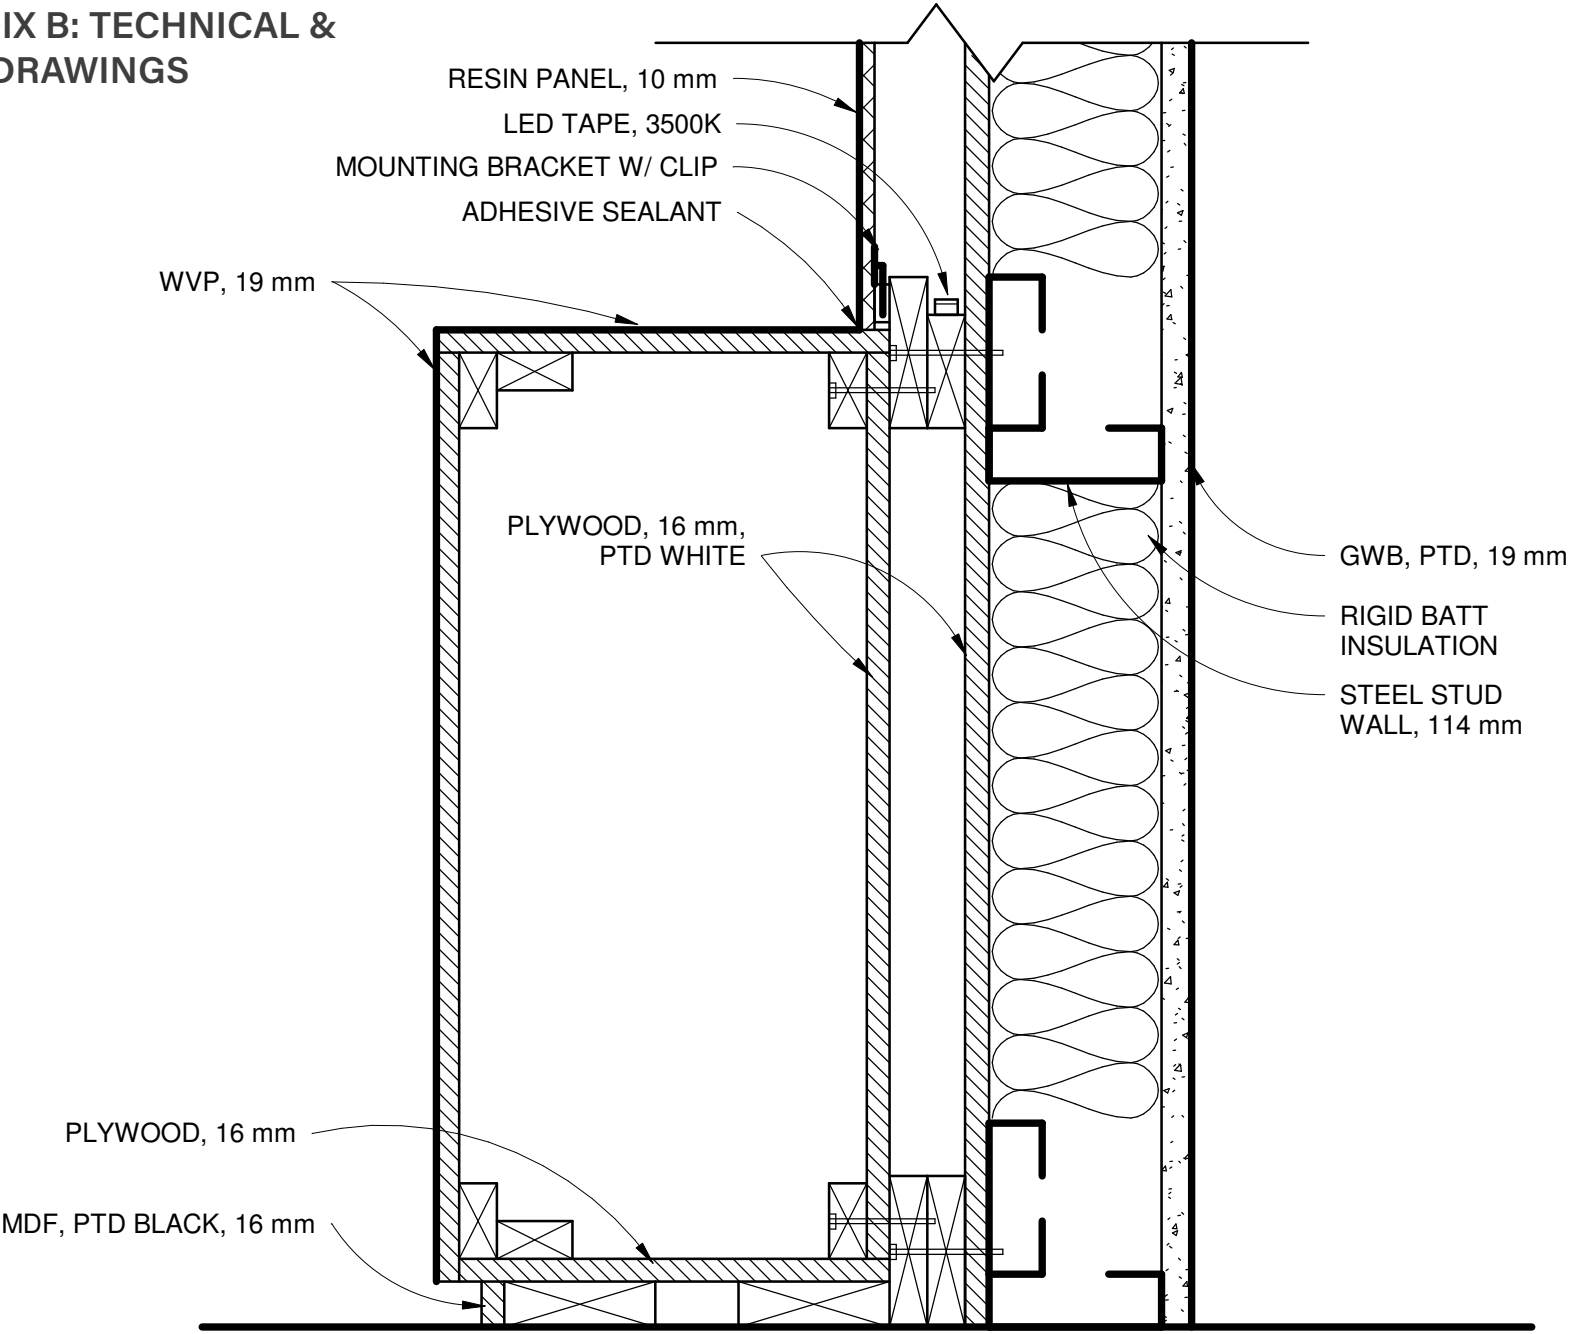 IX B: TECHNICAL &
DRAWINGS
RESIN PANEL, 10 mm
LED TAPE, 3500K
MOUNTING BRACKET W/ CLIP
ADHESIVE SEALANT
WVP, 19 mm
PLYWOOD, 16 mm,
PTD WHITE
GWB, PTD, 19 mm
RIGID BATT
INSULATION
STEEL STUD
WALL, 114 mm
PLYWOOD, 16 mm
MDF, PTD BLACK, 16 mm